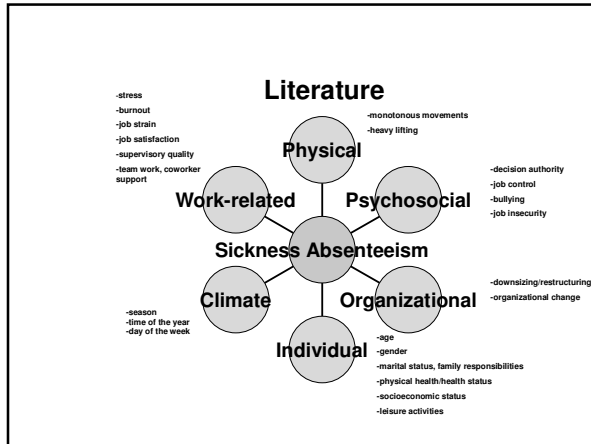 Literature
-stress
-burnout
-job strain
-job satisfaction
-supervisory quality
-team work, coworker
support
-monotonous movements
-heavy lifting
Physical
-decision authority
-job control
-bullying
-job insecurity
Work-related
Psychosocial
Sickness Absenteeism
-downsizing/restructuring
-organizational change
Climate
Organizational
-season
-time of the year
-day of the week
Individual
-age
-gender
-marital status, family responsibilities
-physical health/health status
-socioeconomic status
-leisure activities